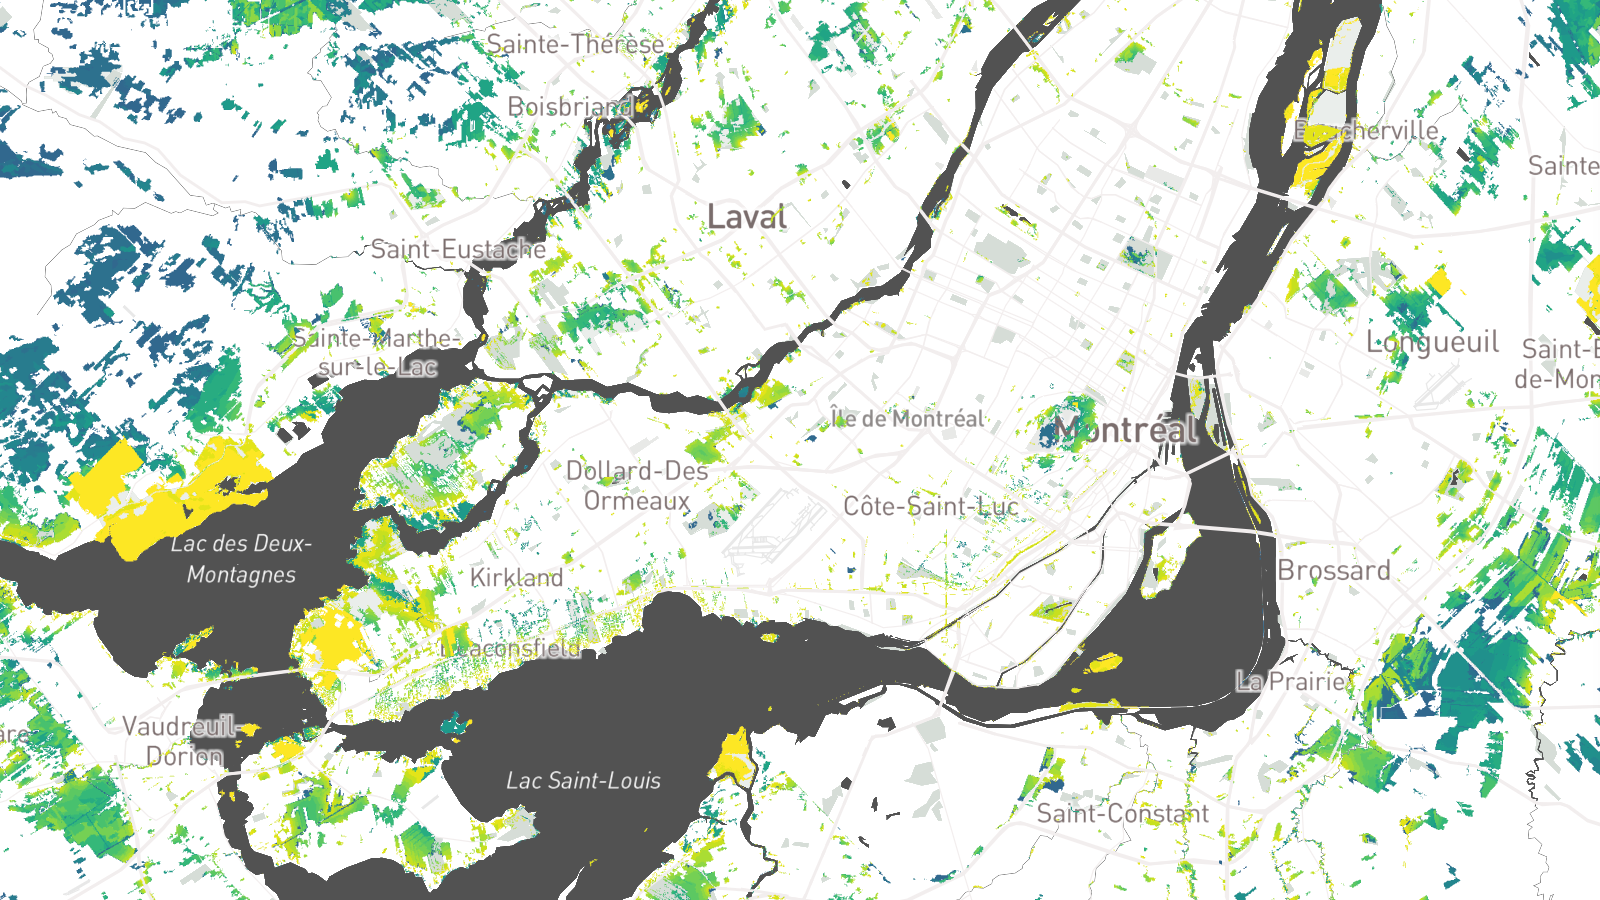 Sainte-Thérèse
Boisbriand
Boucherville
Sainte
Laval
Saint-Eustache
Sainte-Marthe-
sur-le-Lac
Longueuil
Saint-B
de-Mon
Île de Montréal
Montréal
Dollard-Des
Ormeaux
Côte-Saint-Luc
Lac des Deux-
Montagnes
Kirkland
Brossard
Beaconsfield
La Prairie
Vaudreuil-
Dorion
Lac Saint-Louis
Saint-Constant